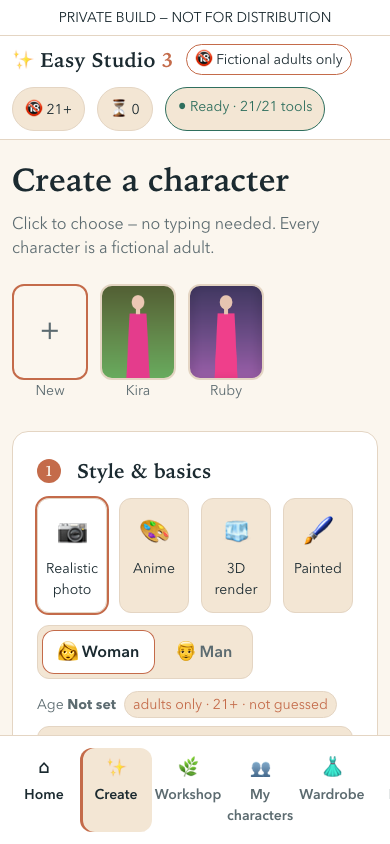 PRIVATE BUILD — NOT FOR DISTRIBUTION
✨ Easy Studio 3
🔞 Fictional adults only
🔞 21+
⏳ 0
● Ready · 21/21 tools
Create a character
Click to choose — no typing needed. Every
character is a fictional adult.
+
New
Kira
Ruby
1 Style & basics
Realistic
photo
Anime
3D
render
Painted
Woman
Man
Age Not set
adults only · 21+ · not guessed
Home
Create
Workshop
My
characters
Wardrobe